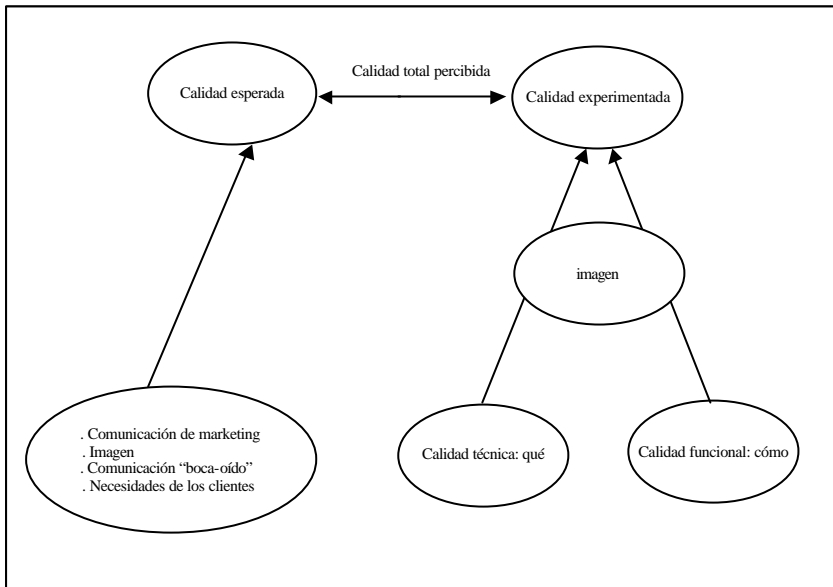 Calidad total percibida
Calidad esperada
Calidad experimentada
imagen
. Comunicación de marketing
. Imagen
. Comunicación “boca-oído”
. Necesidades de los clientes
Calidad técnica: qué
Calidad funcional: cómo